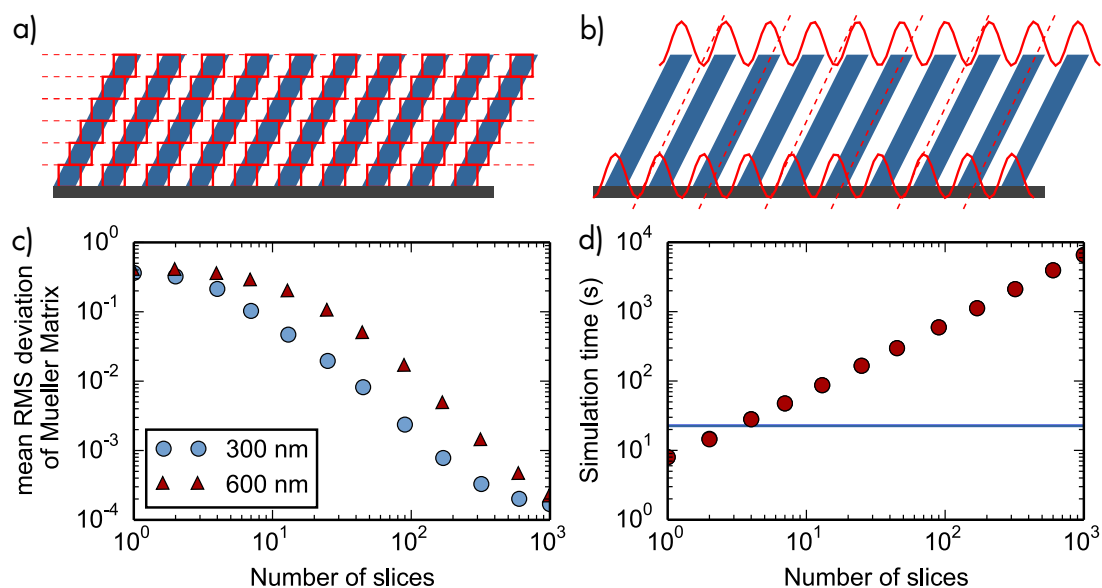 a)
b)
c)
10^0
10^-1
10^-2
10^-3
10^-4
mean RMS deviation
of Mueller Matrix
300 nm
600 nm
10^0
10^1
10^2
10^3
Number of slices
d)
10^4
10^3
10^2
10^1
10^0
Simulation time (s)
10^0
10^1
10^2
10^3
Number of slices